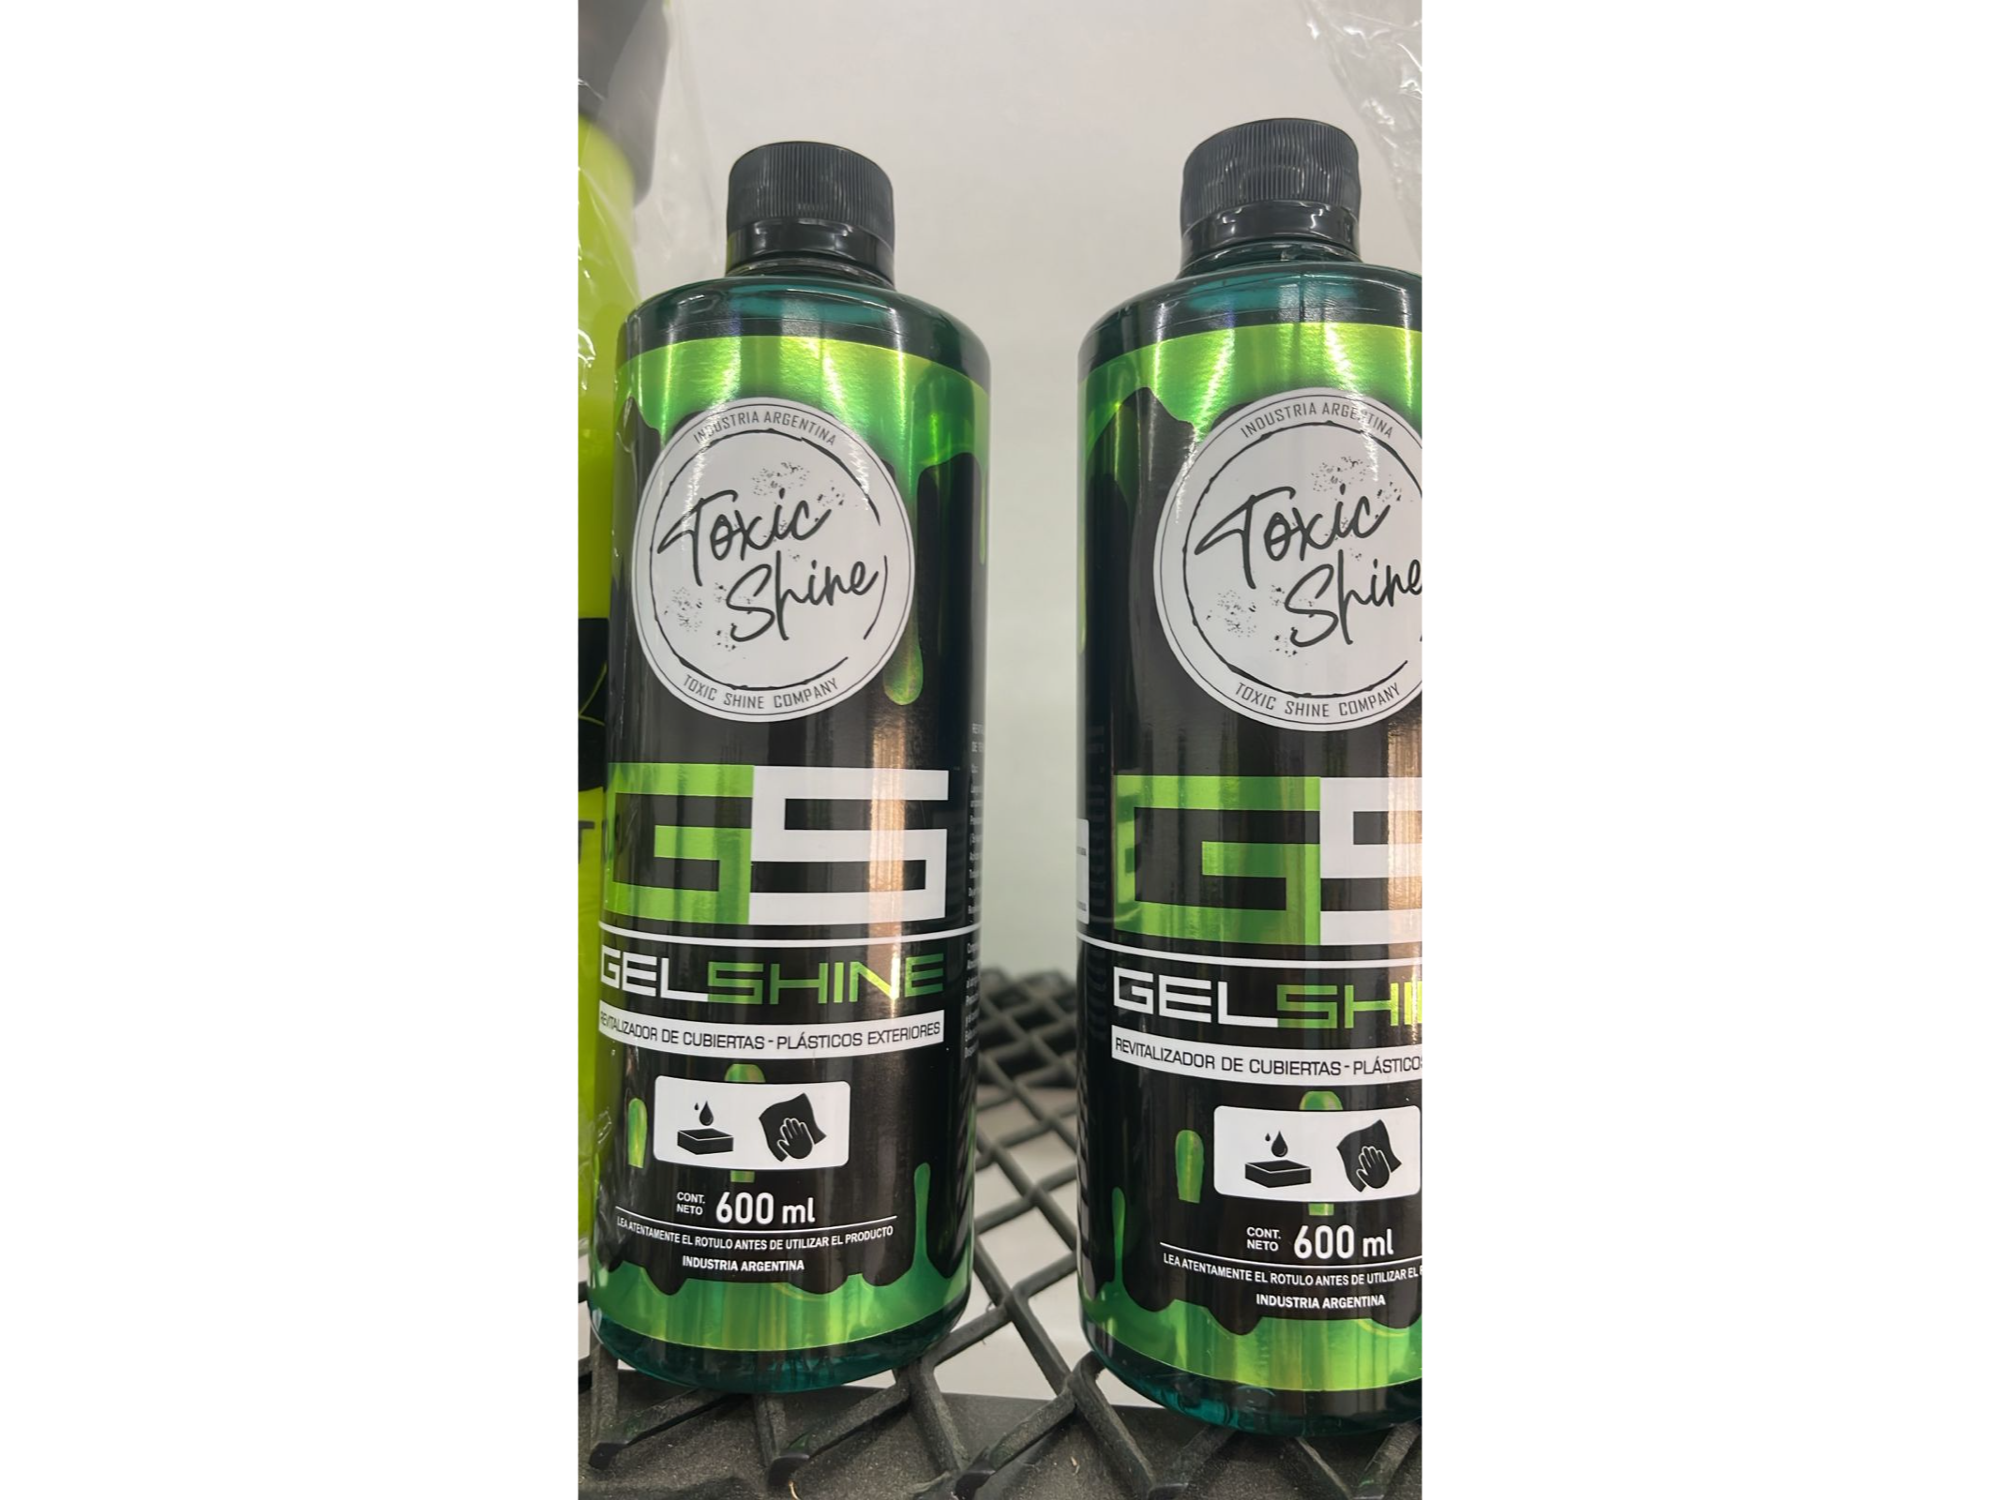 INDUSTRIA ARGENTINA
Toxic
Shine
TOXIC SHINE COMPANY
GS
GELSHINE
REVITALIZADOR DE CUBIERTAS - PLÁSTICOS EXTERIORES
CONT.
NETO
600 ml
LEA ATENTAMENTE EL ROTULO ANTES DE UTILIZAR EL PRODUCTO
INDUSTRIA ARGENTINA
INDUSTRIA ARGENTINA
Toxic
Shine
TOXIC SHINE COMPANY
GS
GELSHI
REVITALIZADOR DE CUBIERTAS - PLÁSTICOS
CONT.
NETO
600 ml
LEA ATENTAMENTE EL ROTULO ANTES DE UTILIZAR EL
INDUSTRIA ARGENTINA